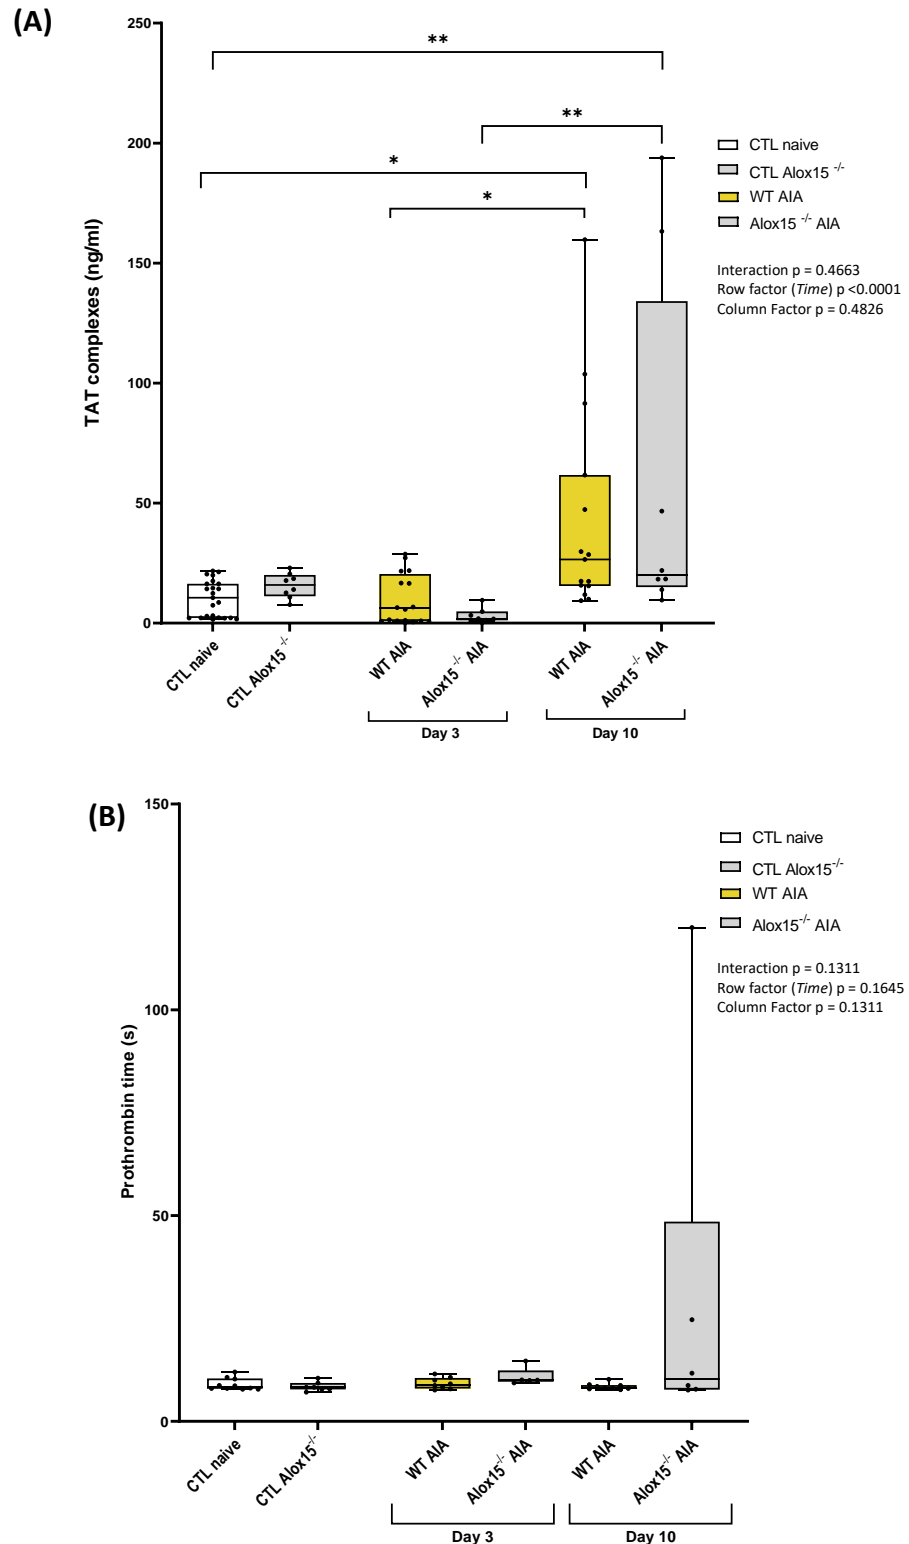 (A)
TAT complexes (ng/ml)
250
200
150
100
50
0
**
**
*
*
CTL naive
CTL Alox15 -/-
WT AIA
Alox15 -/- AIA
Interaction p = 0.4663
Row factor (Time) p <0.0001
Column Factor p = 0.4826
CTL naive
CTL Alox15-/-
WT AIA
Alox15-/- AIA
WT AIA
Alox15-/- AIA
Day 3
Day 10
(B)
Prothrombin time (s)
150
100
50
0
CTL naive
CTL Alox15-/-
WT AIA
Alox15-/- AIA
Interaction p = 0.1311
Row factor (Time) p = 0.1645
Column Factor p = 0.1311
CTL naive
CTL Alox15-/-
WT AIA
Alox15-/- AIA
WT AIA
Alox15-/- AIA
Day 3
Day 10